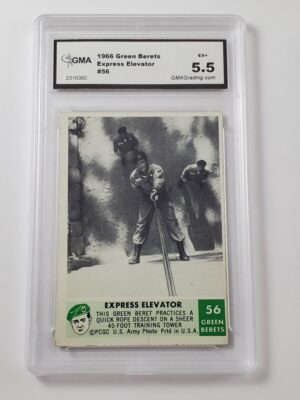 GMA
2316360
1966 Green Berets
Express Elevator
#56
EX+
5.5
GMAGrading.com
EXPRESS ELEVATOR
THIS GREEN BERET PRACTICES A
QUICK ROPE DESCENT ON A SHEER
40-FOOT TRAINING TOWER
©PCGC U. S. Army Photo Prtd in U.S.A.
56
GREEN
BERETS